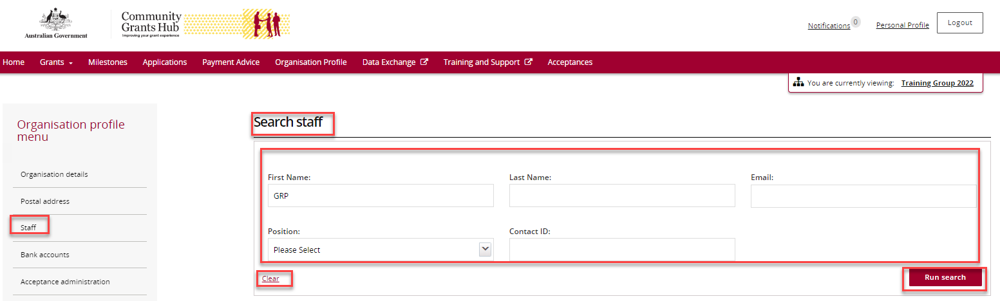 Australian Government
Community
Grants Hub
Improving your grant experience
Notifications 0 Personal Profile Logout
Home Grants Milestones Applications Payment Advice Organisation Profile Data Exchange Training and Support Acceptances
You are currently viewing: Training Group 2022
Organisation profile
menu
Organisation details
Postal address
Staff
Bank accounts
Acceptance administration
Search staff
First Name: Last Name: Email:
GRP
Position: Contact ID:
Please Select
Clear Run search